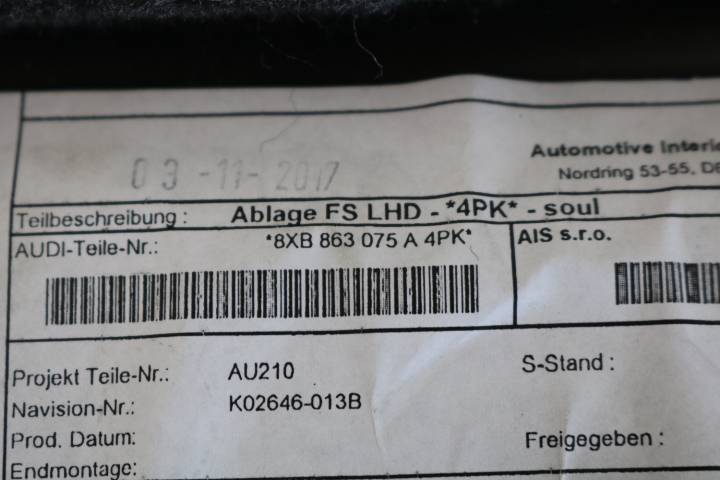 03-11-2017
Automotive Interi
Nordring 53-55, De
Teilbeschreibung : Ablage FS LHD - *4PK* - soul
AUDI-Teile-Nr.: *8XB 863 075 A 4PK* AIS s.r.o.
Projekt Teile-Nr.: AU210 S-Stand :
Navision-Nr.: K02646-013B
Prod. Datum: Freigegeben :
Endmontage: